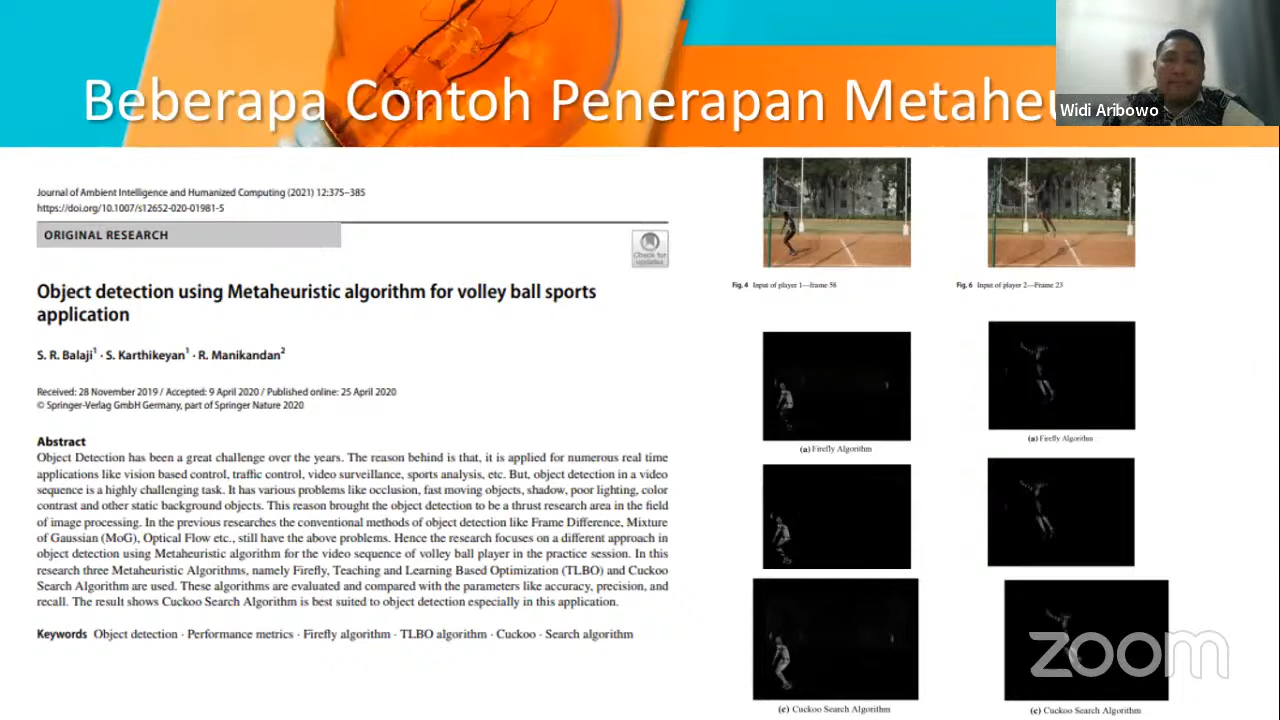 Beberapa Contoh Penerapan Metaheu
Widi Aribowo
Journal of Ambient Intelligence and Humanized Computing (2021) 12:375–385
https://doi.org/10.1007/s12652-020-01981-5
ORIGINAL RESEARCH
Check for
updates
Object detection using Metaheuristic algorithm for volley ball sports
application
S. R. Balaji1 · S. Karthikeyan1 · R. Manikandan2
Received: 28 November 2019 / Accepted: 9 April 2020 / Published online: 25 April 2020
© Springer-Verlag GmbH Germany, part of Springer Nature 2020
Abstract
Object Detection has been a great challenge over the years. The reason behind is that, it is applied for numerous real time
applications like vision based control, traffic control, video surveillance, sports analysis, etc. But, object detection in a video
sequence is a highly challenging task. It has various problems like occlusion, fast moving objects, shadow, poor lighting, color
contrast and other static background objects. This reason brought the object detection to be a thrust research area in the field
of image processing. In the previous researches the conventional methods of object detection like Frame Difference, Mixture
of Gaussian (MoG), Optical Flow etc., still have the above problems. Hence the research focuses on a different approach in
object detection using Metaheuristic algorithm for the video sequence of volley ball player in the practice session. In this
research three Metaheuristic Algorithms, namely Firefly, Teaching and Learning Based Optimization (TLBO) and Cuckoo
Search Algorithm are used. These algorithms are evaluated and compared with the parameters like accuracy, precision, and
recall. The result shows Cuckoo Search Algorithm is best suited to object detection especially in this application.
Keywords Object detection · Performance metrics · Firefly algorithm · TLBO algorithm · Cuckoo · Search algorithm
Fig. 4 Input of player 1—frame 58
Fig. 6 Input of player 2—Frame 23
(a) Firefly Algorithm
(a) Firefly Algorithm
(c) Cuckoo Search Algorithm
(c) Cuckoo Search Algorithm
zoom